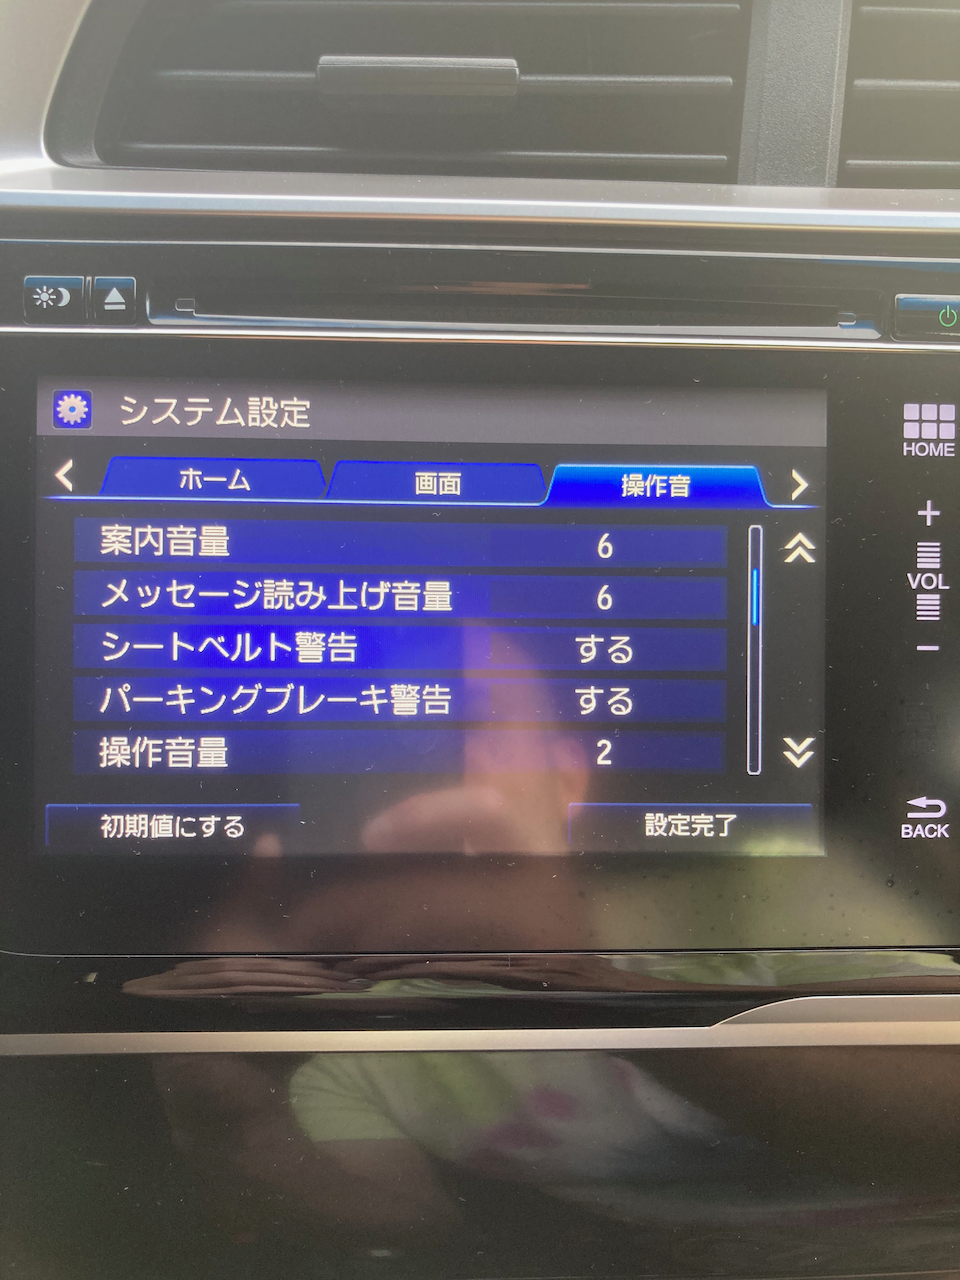 システム設定
ホーム
画面
操作音
案内音量 6
メッセージ読み上げ音量 6
シートベルト警告 する
パーキングブレーキ警告 する
操作音量 2
初期値にする
設定完了
HOME
+
VOL
−
BACK